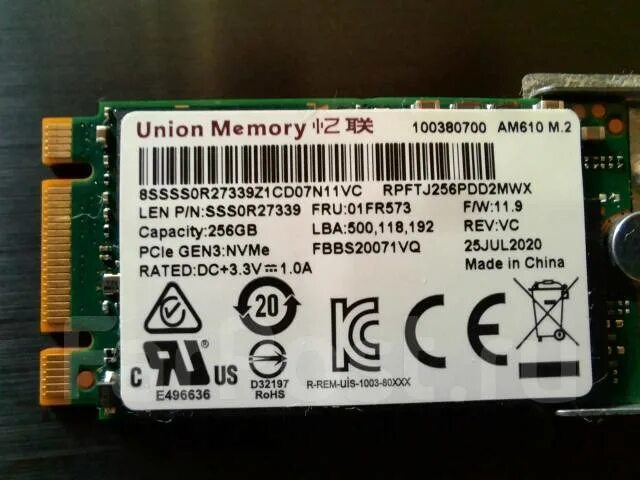 Union Memory 忆联 100380700 AM610 M.2
8SSSS0R27339Z1CD07N11VC RPFTJ256PDD2MWX
LEN P/N:SSS0R27339 FRU:01FR573 F/W:11.9
Capacity:256GB LBA:500,118,192 REV:VC
PCIe GEN3:NVMe FBBS20071VQ 25JUL2020
RATED:DC+3.3V⎓1.0A Made in China
20
c RU US
E496636
D32197
RoHS
R-REM-UIS-1003-80XXX
CE